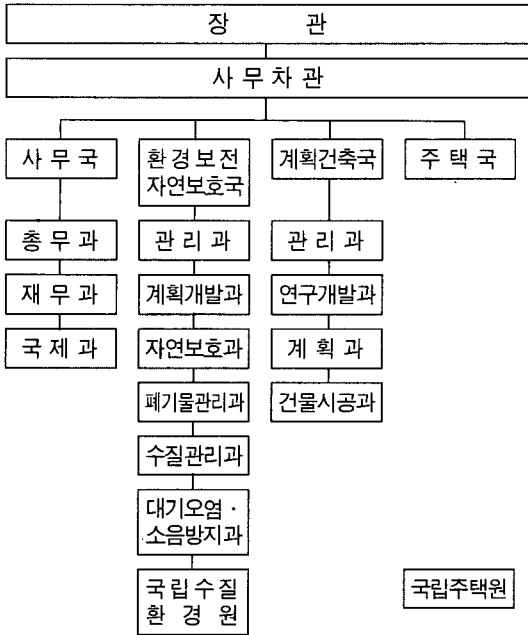 장 관
사 무 차 관
사 무 국
환 경 보 전
자연보호국
계획건축국
주 택 국
총 무 과
관 리 과
관 리 과
재 무 과
계획개발과
연구개발과
국 제 과
자연보호과
계 획 과
폐기물관리과
건물시공과
수질관리과
대기오염 ·
소음방지과
국 립 수 질
환 경 원
국립주택원